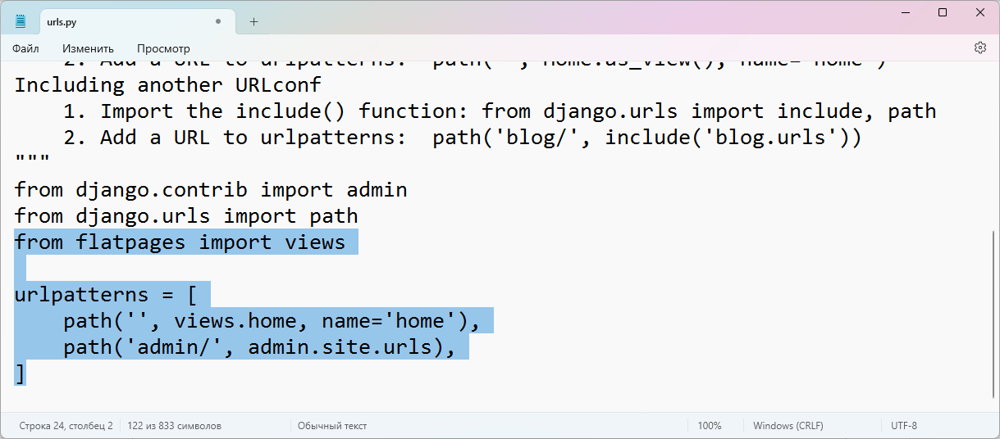 urls.py
Файл Изменить Просмотр
2. Add a URL to urlpatterns:  path('', Home.as_view(), name='home')
Including another URLconf
    1. Import the include() function: from django.urls import include, path
    2. Add a URL to urlpatterns:  path('blog/', include('blog.urls'))
"""
from django.contrib import admin
from django.urls import path
from flatpages import views

urlpatterns = [
    path('', views.home, name='home'),
    path('admin/', admin.site.urls),
]
Строка 24, столбец 2 122 из 833 символов Обычный текст 100% Windows (CRLF) UTF-8